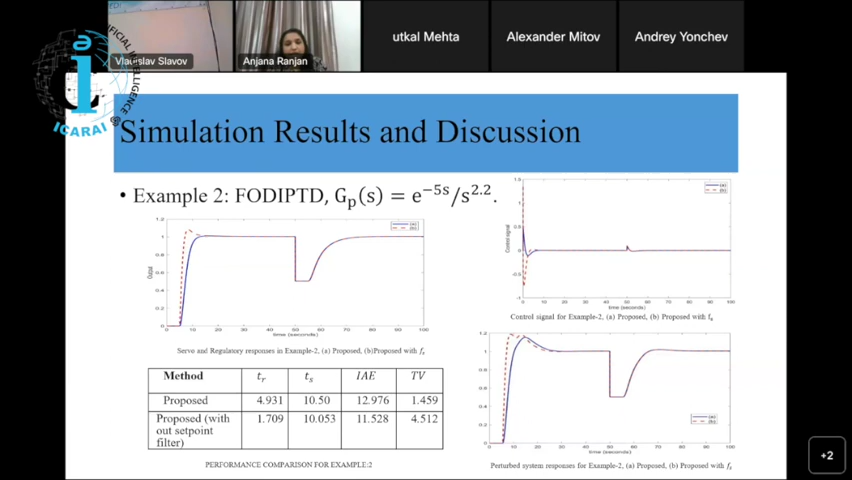 Vladislav Slavov
Anjana Ranjan
utkal Mehta
Alexander Mitov
Andrey Yonchev
ICARAI
Simulation Results and Discussion
• Example 2: FODIPTD, Gₚ(s) = e⁻⁵ˢ/s²·².
Output
time (seconds)
Servo and Regulatory responses in Example-2, (a) Proposed, (b)Proposed with fₛ
Control signal
time (seconds)
Control signal for Example-2, (a) Proposed, (b) Proposed with fₛ
Method tᵣ tₛ IAE TV
Proposed 4.931 10.50 12.976 1.459
Proposed (with 1.709 10.053 11.528 4.512
out setpoint
filter)
PERFORMANCE COMPARISON FOR EXAMPLE:2
time (seconds)
Perturbed system responses for Example-2, (a) Proposed, (b) Proposed with fₛ
+2